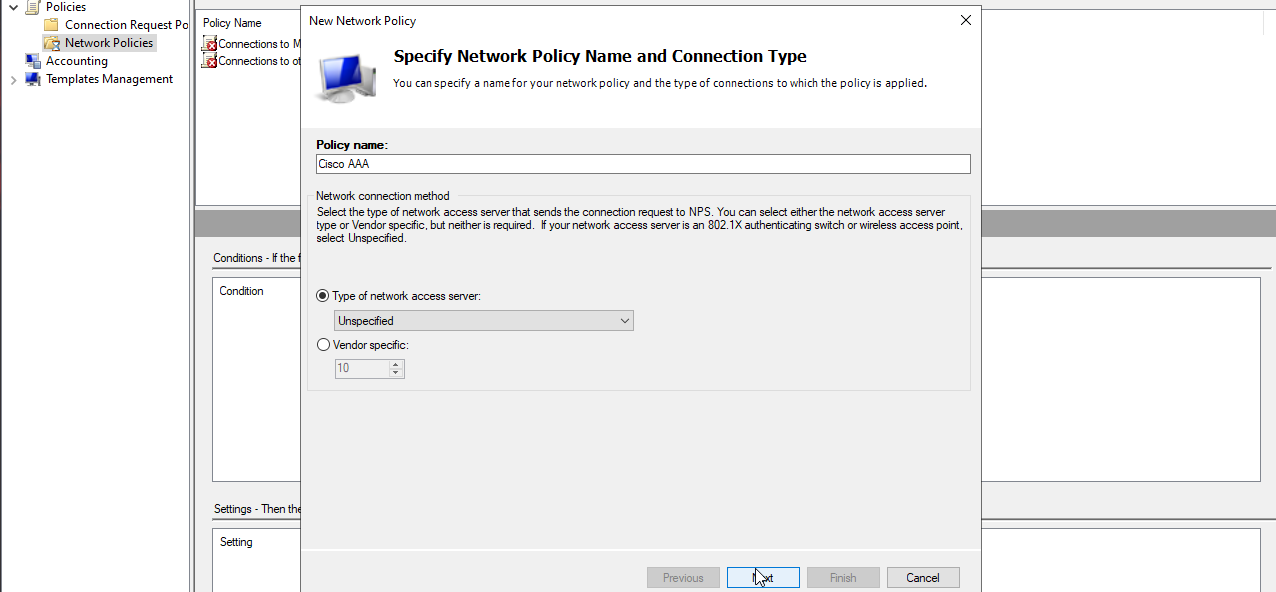 Policies
Connection Request Po
Network Policies
Accounting
Templates Management
Policy Name
Connections to M
Connections to ot
New Network Policy
Specify Network Policy Name and Connection Type
You can specify a name for your network policy and the type of connections to which the policy is applied.
Policy name:
Cisco AAA
Network connection method
Select the type of network access server that sends the connection request to NPS. You can select either the network access server
type or Vendor specific, but neither is required.  If your network access server is an 802.1X authenticating switch or wireless access point,
select Unspecified.
Type of network access server:
Unspecified
Vendor specific:
10
Conditions - If the f
Condition
Settings - Then the
Setting
Previous
Next
Finish
Cancel